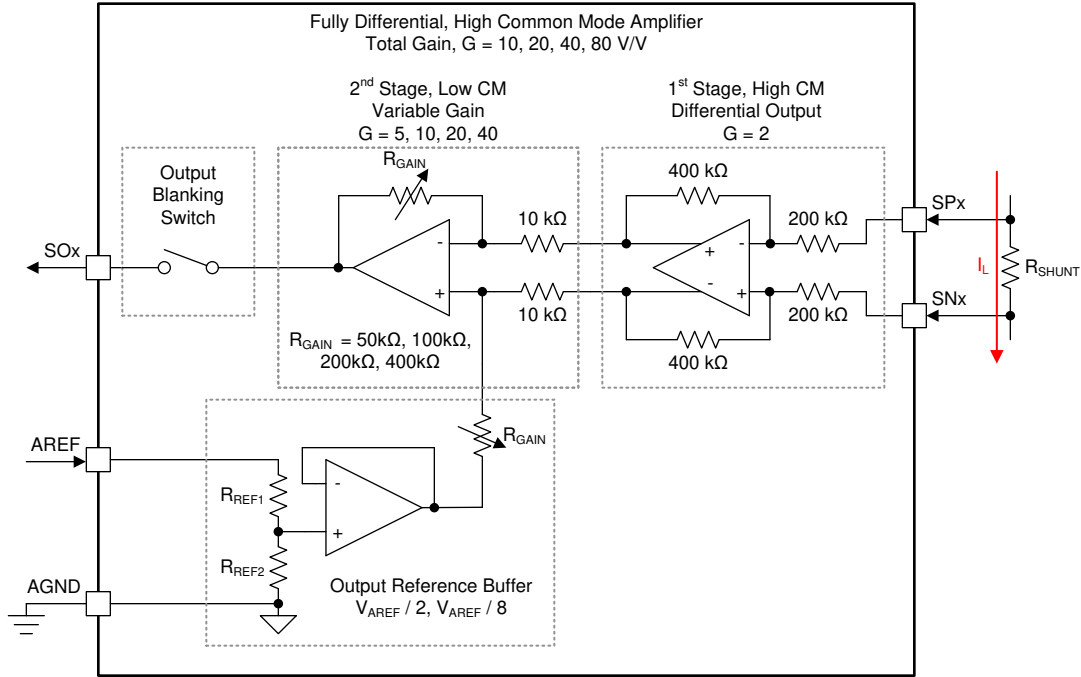 Fully Differential, High Common Mode Amplifier
Total Gain, G = 10, 20, 40, 80 V/V
2nd Stage, Low CM
Variable Gain
G = 5, 10, 20, 40
1st Stage, High CM
Differential Output
G = 2
Output
Blanking
Switch
RGAIN
400 kΩ
10 kΩ
200 kΩ
SPx
SOx
-
+
+
-
-
+
IL
RSHUNT
SNx
10 kΩ
200 kΩ
RGAIN = 50kΩ, 100kΩ,
200kΩ, 400kΩ
400 kΩ
AREF
RGAIN
RREF1
-
+
RREF2
AGND
Output Reference Buffer
VAREF / 2, VAREF / 8